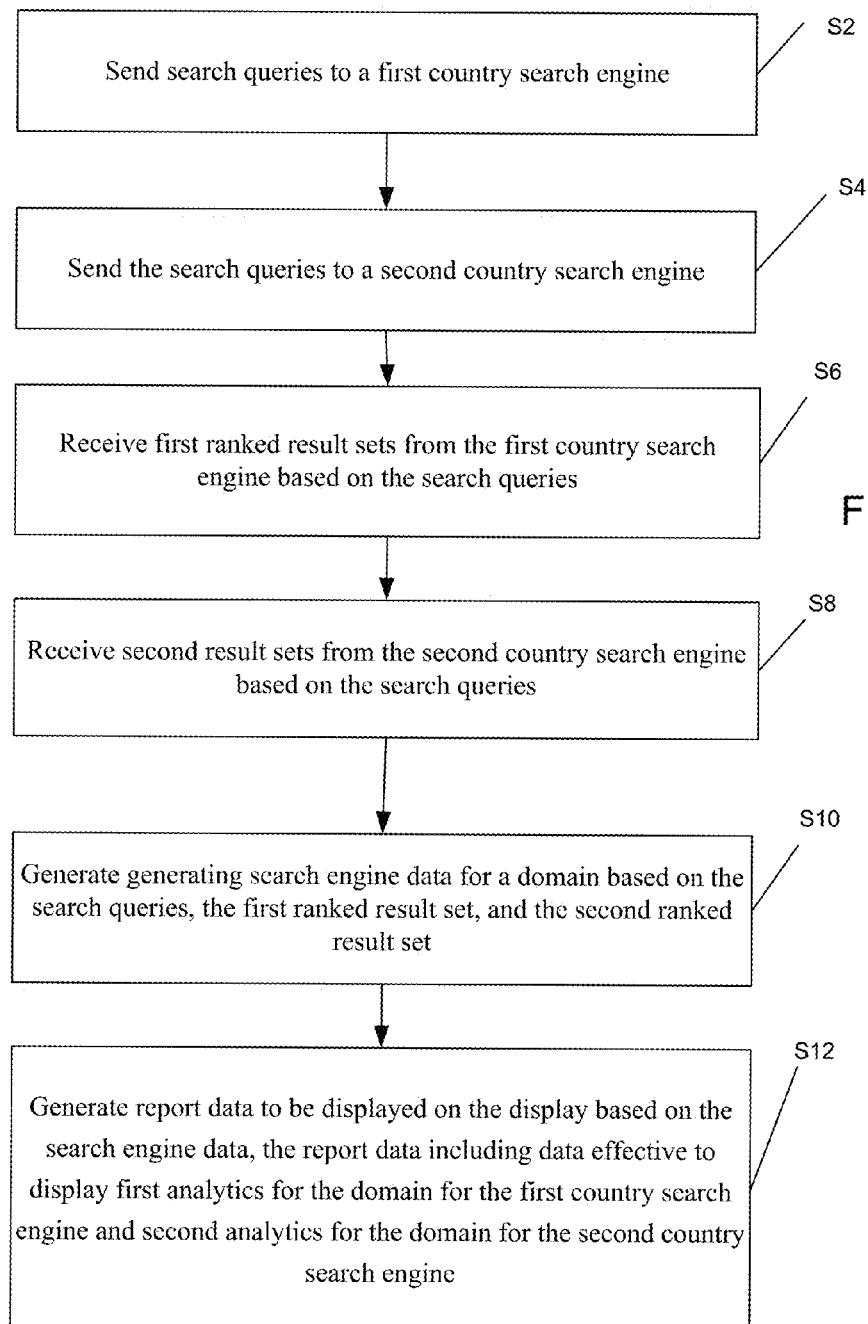 S2
Send search queries to a first country search engine
S4
Send the search queries to a second country search engine
S6
Receive first ranked result sets from the first country search
engine based on the search queries
F
S8
Receive second result sets from the second country search engine
based on the search queries
S10
Generate generating search engine data for a domain based on the
search queries, the first ranked result set, and the second ranked
result set
S12
Generate report data to be displayed on the display based on the
search engine data, the report data including data effective to
display first analytics for the domain for the first country search
engine and second analytics for the domain for the second country
search engine